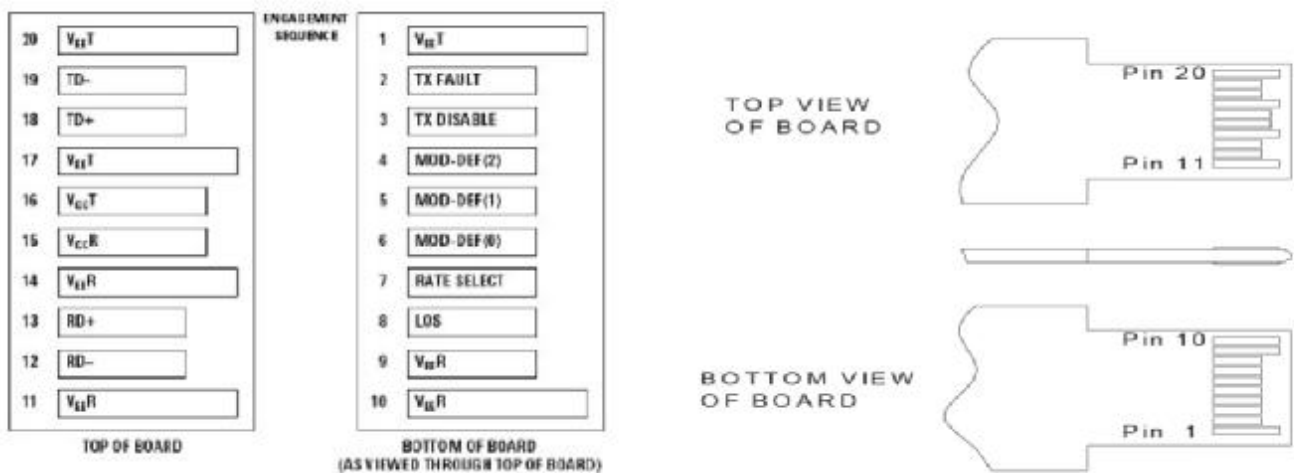 ENGAGEMENT
SEQUENCE
20 VEET
19 TD–
18 TD+
17 VEET
16 VCCT
15 VCCR
14 VEER
13 RD+
12 RD–
11 VEER
TOP OF BOARD
1 VEET
2 TX FAULT
3 TX DISABLE
4 MOD-DEF(2)
5 MOD-DEF(1)
6 MOD-DEF(0)
7 RATE SELECT
8 LOS
9 VEER
10 VEER
BOTTOM OF BOARD
(AS VIEWED THROUGH TOP OF BOARD)
TOP VIEW
OF BOARD
Pin 20
Pin 11
BOTTOM VIEW
OF BOARD
Pin 10
Pin 1